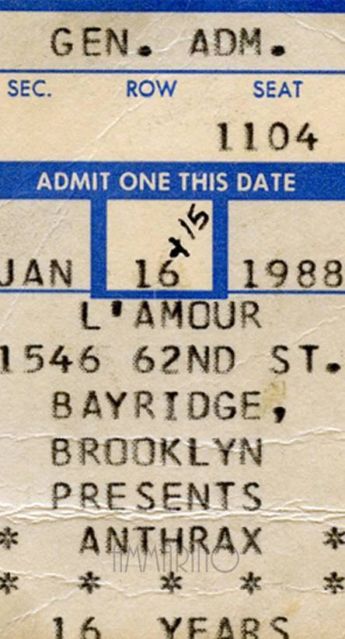 GEN. ADM.
SEC. ROW SEAT
1104
ADMIT ONE THIS DATE
JAN 16 1988
L'AMOUR
1546 62ND ST.
BAYRIDGE,
BROOKLYN
PRESENTS
* ANTHRAX *
* * * * *
16 YEARS